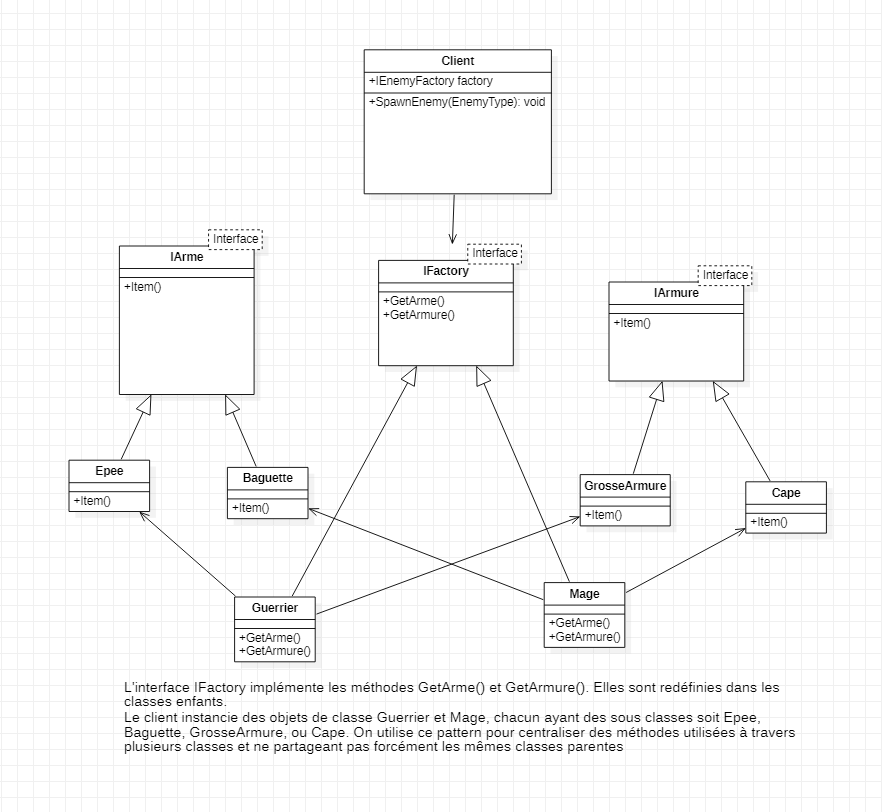 Client
+IEnemyFactory factory
+SpawnEnemy(EnemyType): void
Interface
IArme
+Item()
Interface
IFactory
+GetArme()
+GetArmure()
Interface
IArmure
+Item()
Epee
+Item()
Baguette
+Item()
GrosseArmure
+Item()
Cape
+Item()
Guerrier
+GetArme()
+GetArmure()
Mage
+GetArme()
+GetArmure()
L'interface IFactory implémente les méthodes GetArme() et GetArmure(). Elles sont redéfinies dans les
classes enfants.
Le client instancie des objets de classe Guerrier et Mage, chacun ayant des sous classes soit Epee,
Baguette, GrosseArmure, ou Cape. On utilise ce pattern pour centraliser des méthodes utilisées à travers
plusieurs classes et ne partageant pas forcément les mêmes classes parentes